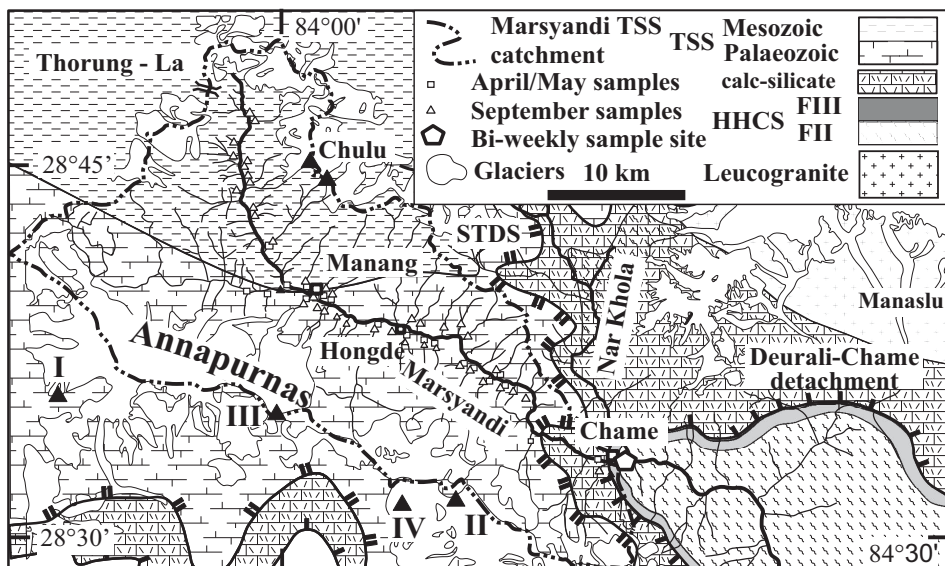 84°00'
Marsyandi TSS
catchment
April/May samples
September samples
Bi-weekly sample site
Glaciers
10 km
TSS
Mesozoic
Palaeozoic
calc-silicate
HHCS
FIII
FII
Leucogranite
Thorung - La
28°45'
Chulu
STDS
Manang
Nar Khola
Manaslu
Hongde
Annapurnas
Marsyandi
Deurali-Chame
detachment
I
III
Chame
IV
II
28°30'
84°30'